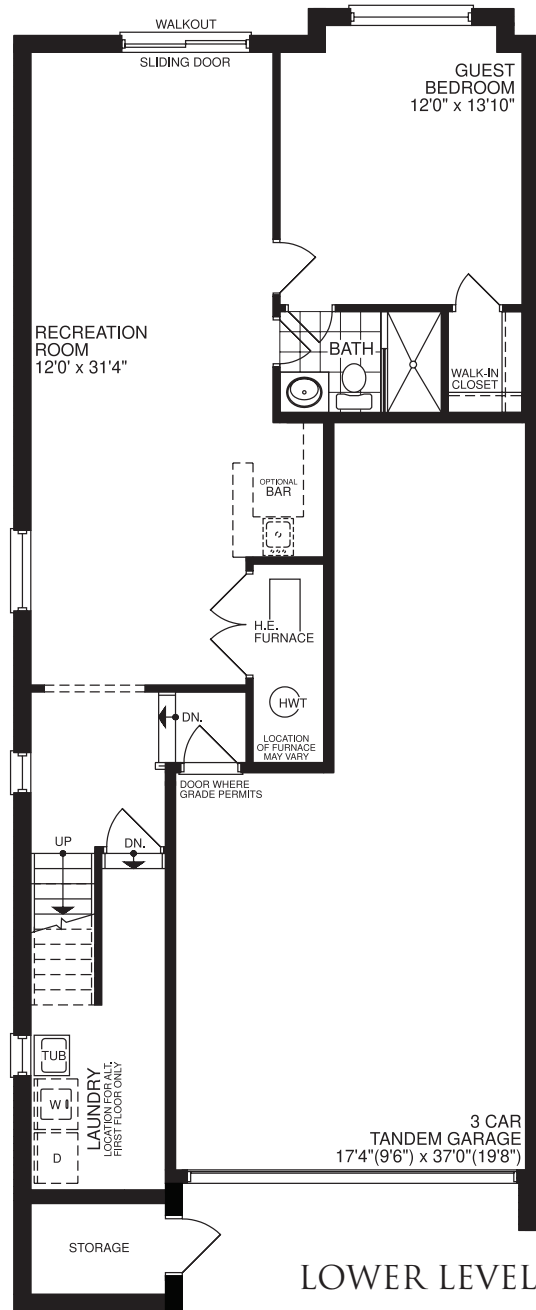 WALKOUT
SLIDING DOOR
GUEST
BEDROOM
12'0" x 13'10"
RECREATION
ROOM
12'0' x 31'4"
BATH
WALK-IN
CLOSET
OPTIONAL
BAR
H.E.
FURNACE
HWT
LOCATION
OF FURNACE
MAY VARY
DN.
DOOR WHERE
GRADE PERMITS
UP
DN.
TUB
W
D
LAUNDRY
LOCATION FOR ALT.
FIRST FLOOR ONLY
3 CAR
TANDEM GARAGE
17'4"(9'6") x 37'0"(19'8")
STORAGE
LOWER LEVEL